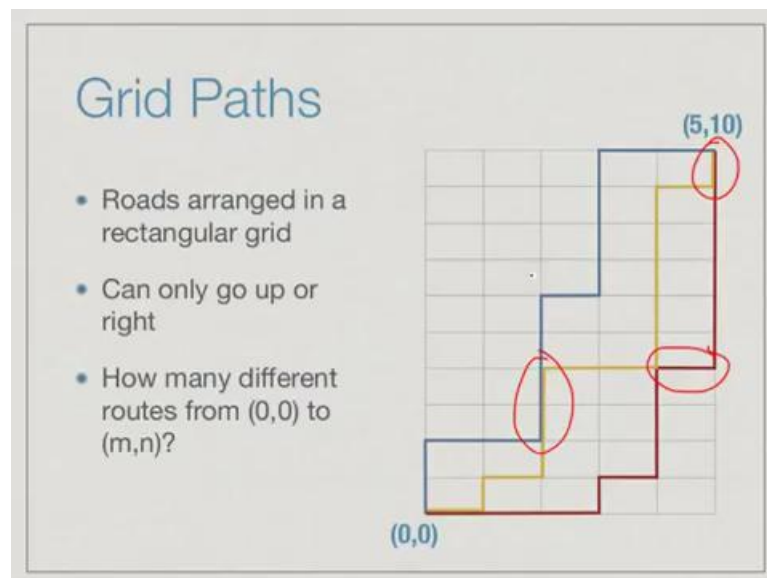 Grid Paths
• Roads arranged in a
rectangular grid
• Can only go up or
right
• How many different
routes from (0,0) to
(m,n)?
(5,10)
(0,0)